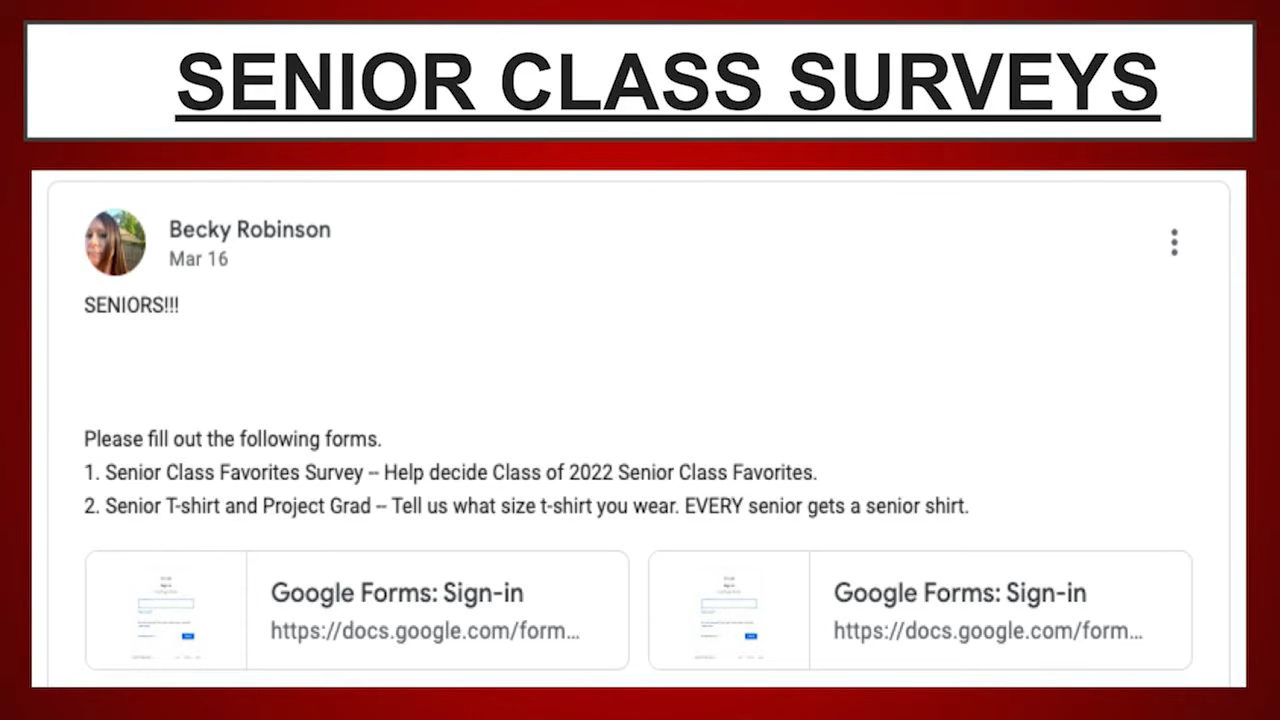 SENIOR CLASS SURVEYS
Becky Robinson
Mar 16
SENIORS!!!
Please fill out the following forms.
1. Senior Class Favorites Survey -- Help decide Class of 2022 Senior Class Favorites.
2. Senior T-shirt and Project Grad -- Tell us what size t-shirt you wear. EVERY senior gets a senior shirt.
Google Forms: Sign-in
https://docs.google.com/form...
Google Forms: Sign-in
https://docs.google.com/form...